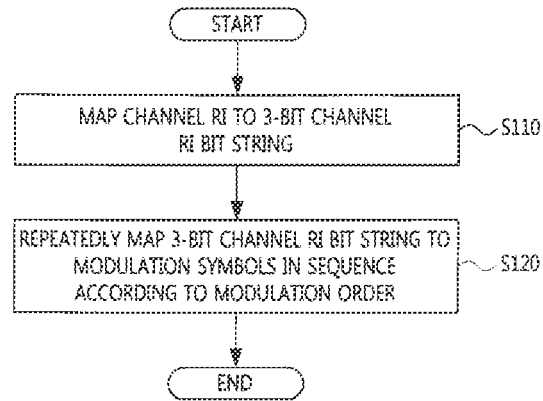 START
MAP CHANNEL RI TO 3-BIT CHANNEL
RI BIT STRING
S110
REPEATEDLY MAP 3-BIT CHANNEL RI BIT STRING TO
MODULATION SYMBOLS IN SEQUENCE
ACCORDING TO MODULATION ORDER
S120
END